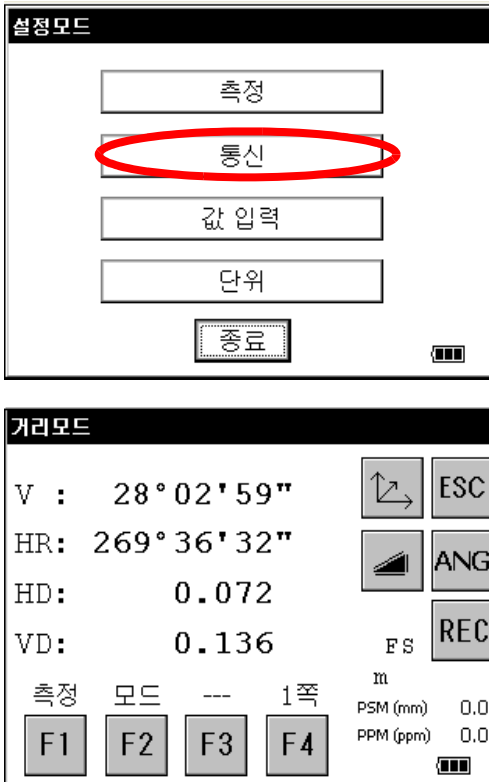 설정모드
측정
통신
값 입력
단위
종료
거리모드
V : 28°02'59"
ESC
HR: 269°36'32"
ANG
HD: 0.072
REC
VD: 0.136
FS
m
측정 모드 --- 1쪽
PSM (mm) 0.0
F1 F2 F3 F4
PPM (ppm) 0.0